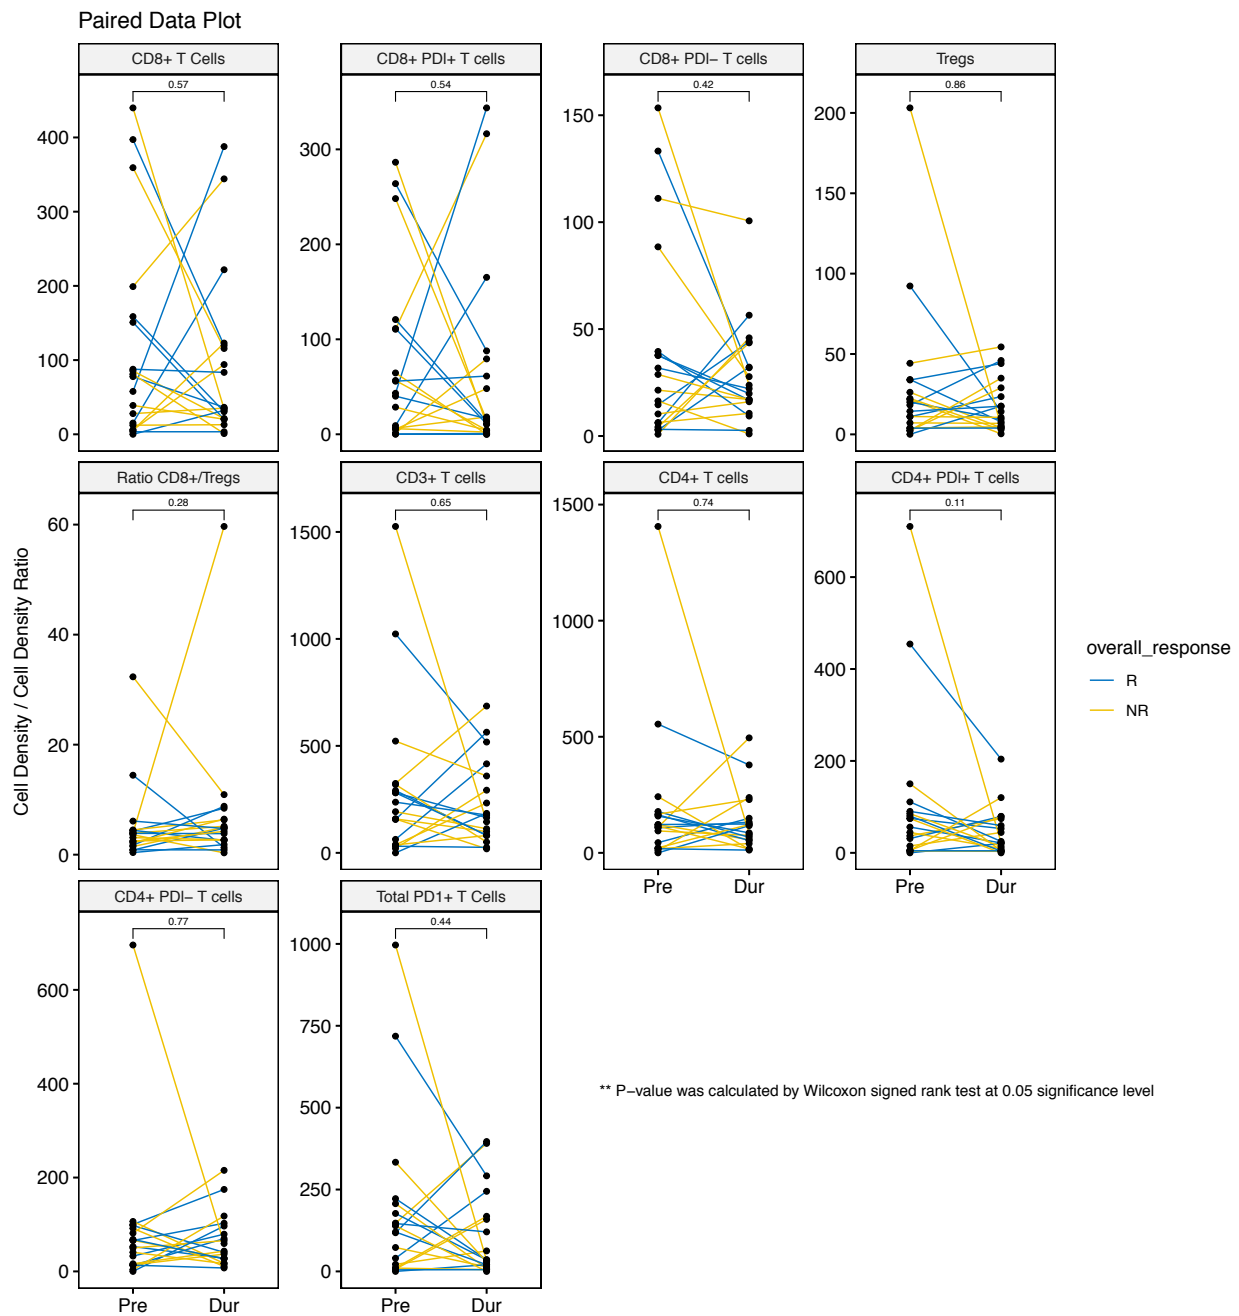 Paired Data Plot
CD8+ T Cells
CD8+ PDI+ T cells
CD8+ PDI− T cells
Tregs
0.57
0.54
0.42
0.86
400
300
200
100
0
300
200
100
0
150
100
50
0
200
150
100
50
0
Ratio CD8+/Tregs
CD3+ T cells
CD4+ T cells
CD4+ PDI+ T cells
0.28
0.65
0.74
0.11
60
40
20
0
1500
1000
500
0
1500
1000
500
0
600
400
200
0
Pre Dur
Pre Dur
Cell Density / Cell Density Ratio
overall_response
R
NR
CD4+ PDI− T cells
Total PD1+ T Cells
0.77
0.44
600
400
200
0
1000
750
500
250
0
Pre Dur
Pre Dur
** P−value was calculated by Wilcoxon signed rank test at 0.05 significance level